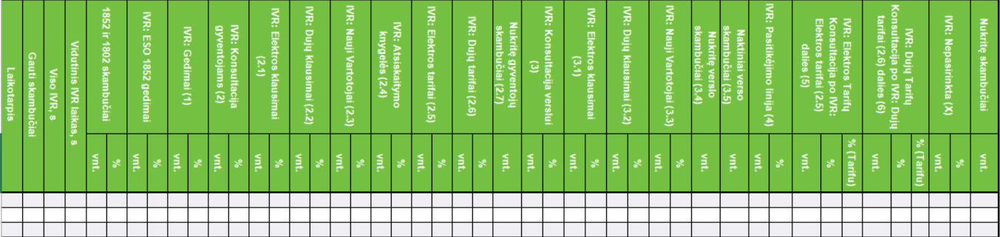 Laikotarpis
Gauti skambučiai
Viso IVR, s
Vidutinis IVR laikas, s
1852 ir 1802 skambučiai
vnt.
%
IVR: ESO 1852 gedimai
vnt.
%
IVR: Gedimai (1)
vnt.
%
IVR: Konsultacija
gyventojams (2)
vnt.
%
IVR: Elektros klausimai
(2.1)
vnt.
%
IVR: Dujų klausimai (2.2)
vnt.
%
IVR: Nauji Vartotojai (2.3)
vnt.
%
IVR: Atsiskaitymo
knygelės (2.4)
vnt.
%
IVR: Elektros tarifai (2.5)
vnt.
%
IVR: Dujų tarifai (2.6)
vnt.
%
Nukritę gyventojų
skambučiai (2.7)
vnt.
IVR: Konsultacija verslui
(3)
vnt.
%
IVR: Elektros klausimai
(3.1)
vnt.
%
IVR: Dujų klausimai (3.2)
vnt.
%
IVR: Nauji Vartotojai (3.3)
vnt.
%
Nukritę verslo
skambučiai (3.4)
vnt.
Naktiniai verso
skambučiai (3.5)
vnt.
IVR: Pasitikėjimo linija (4)
vnt.
%
IVR: Elektros Tarifų
Konsultacija po IVR:
Elektros tarifai (2.5)
dalies (5)
vnt.
%
% (Tarifu)
IVR: Dujų Tarifų
Konsultacija po IVR: Dujų
tarifai (2.6) dalies (6)
vnt.
%
% (Tarifu)
IVR: Nepasirinkta (X)
vnt.
%
Nukritę skambučiai
vnt.